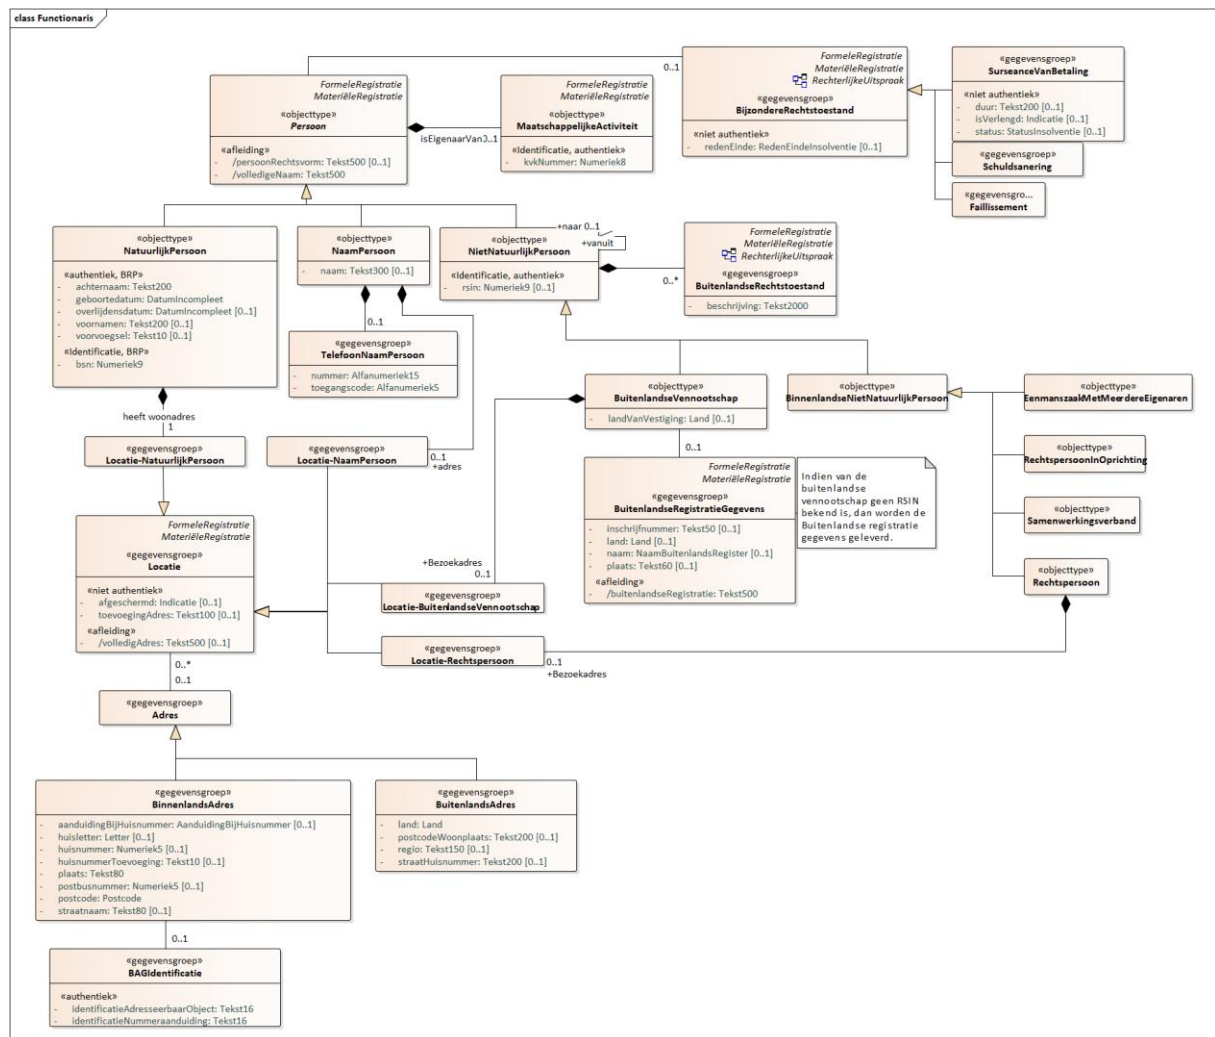 class Functionaris
FormeleRegistratie
MateriëleRegistratie
«objecttype»
Persoon
«afleiding»
- /persoonRechtsvorm: Tekst500 [0..1]
- /volledigeNaam: Tekst500
isEigenaarVan
0..1
FormeleRegistratie
MateriëleRegistratie
«objecttype»
MaatschappelijkeActiviteit
«Identificatie, authentiek»
- kvkNummer: Numeriek8
0..1
FormeleRegistratie
MateriëleRegistratie
RechterlijkeUitspraak
«gegevensgroep»
BijzondereRechtstoestand
«niet authentiek»
- redenEinde: RedenEindeInsolventie [0..1]
«gegevensgroep»
SurseanceVanBetaling
«niet authentiek»
- duur: Tekst200 [0..1]
- isVerlengd: Indicatie [0..1]
- status: StatusInsolventie [0..1]
«gegevensgroep»
Schuldsanering
«gegevensgro...
Faillissement
«objecttype»
NatuurlijkPersoon
«authentiek, BRP»
- achternaam: Tekst200
- geboortedatum: DatumIncompleet
- overlijdensdatum: DatumIncompleet [0..1]
- voornamen: Tekst200 [0..1]
- voorvoegsel: Tekst10 [0..1]
«Identificatie, BRP»
- bsn: Numeriek9
«objecttype»
NaamPersoon
- naam: Tekst300 [0..1]
«objecttype»
NietNatuurlijkPersoon
«Identificatie, authentiek»
- rsin: Numeriek9 [0..1]
+naar 0..1
+vanuit
0..*
FormeleRegistratie
MateriëleRegistratie
RechterlijkeUitspraak
«gegevensgroep»
BuitenlandseRechtstoestand
- beschrijving: Tekst2000
0..1
«gegevensgroep»
TelefoonNaamPersoon
- nummer: Alfanumeriek15
- toegangscode: Alfanumeriek5
«objecttype»
BuitenlandseVennootschap
- landVanVestiging: Land [0..1]
«objecttype»
BinnenlandseNietNatuurlijkPersoon
«objecttype»
EenmanszaakMetMeerdereEigenaren
heeft woonadres
1
«gegevensgroep»
Locatie-NatuurlijkPersoon
«gegevensgroep»
Locatie-NaamPersoon
0..1
+adres
0..1
FormeleRegistratie
MateriëleRegistratie
«gegevensgroep»
BuitenlandseRegistratieGegevens
- inschrijfnummer: Tekst50 [0..1]
- land: Land [0..1]
- naam: NaamBuitenlandsRegister [0..1]
- plaats: Tekst60 [0..1]
«afleiding»
- /buitenlandseRegistratie: Tekst500
Indien van de
buitenlandse
vennootschap geen RSIN
bekend is, dan worden de
Buitenlandse registratie
gegevens geleverd.
«objecttype»
RechtspersoonInOprichting
«objecttype»
Samenwerkingsverband
«objecttype»
Rechtspersoon
FormeleRegistratie
MateriëleRegistratie
«gegevensgroep»
Locatie
«niet authentiek»
- afgeschermd: Indicatie [0..1]
- toevoegingAdres: Tekst100 [0..1]
«afleiding»
- /volledigAdres: Tekst500 [0..1]
+Bezoekadres
0..1
«gegevensgroep»
Locatie-BuitenlandseVennootschap
«gegevensgroep»
Locatie-Rechtspersoon
0..1
+Bezoekadres
0..*
0..1
«gegevensgroep»
Adres
«gegevensgroep»
BinnenlandsAdres
- aanduidingBijHuisnummer: AanduidingBijHuisnummer [0..1]
- huisletter: Letter [0..1]
- huisnummer: Numeriek5 [0..1]
- huisnummerToevoeging: Tekst10 [0..1]
- plaats: Tekst80
- postbusnummer: Numeriek5 [0..1]
- postcode: Postcode
- straatnaam: Tekst80 [0..1]
«gegevensgroep»
BuitenlandsAdres
- land: Land
- postcodeWoonplaats: Tekst200 [0..1]
- regio: Tekst150 [0..1]
- straatHuisnummer: Tekst200 [0..1]
0..1
«gegevensgroep»
BAGIdentificatie
«authentiek»
- identificatieAdresseerbaarObject: Tekst16
- identificatieNummeraanduiding: Tekst16